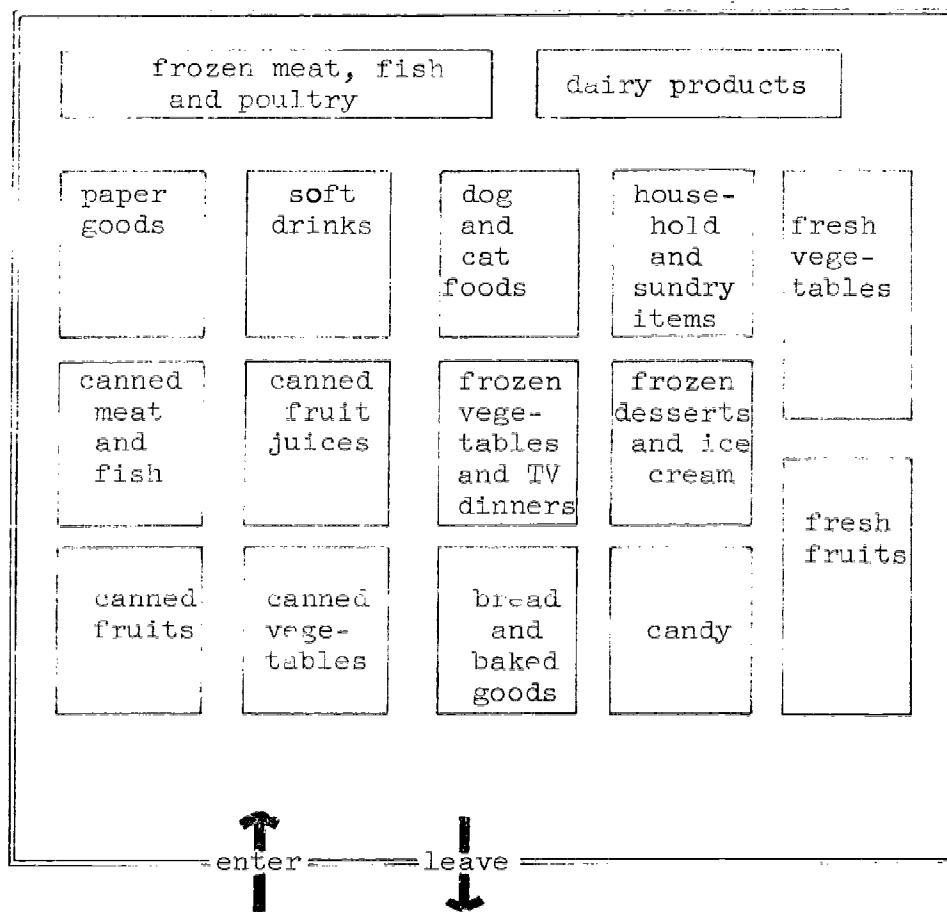 frozen meat, fish
and poultry
dairy products
paper
goods
soft
drinks
dog
and
cat
foods
house-
hold
and
sundry
items
fresh
vege-
tables
canned
meat
and
fish
canned
fruit
juices
frozen
vege-
tables
and TV
dinners
frozen
desserts
and ice
cream
fresh
fruits
canned
fruits
canned
vege-
tables
bread
and
baked
goods
candy
enter
leave